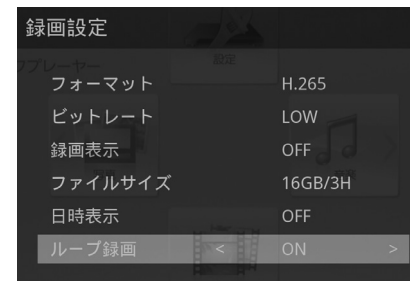 録画設定
フォーマット H.265
ビットレート LOW
録画表示 OFF
ファイルサイズ 16GB/3H
日時表示 OFF
ループ録画 < ON >
設定